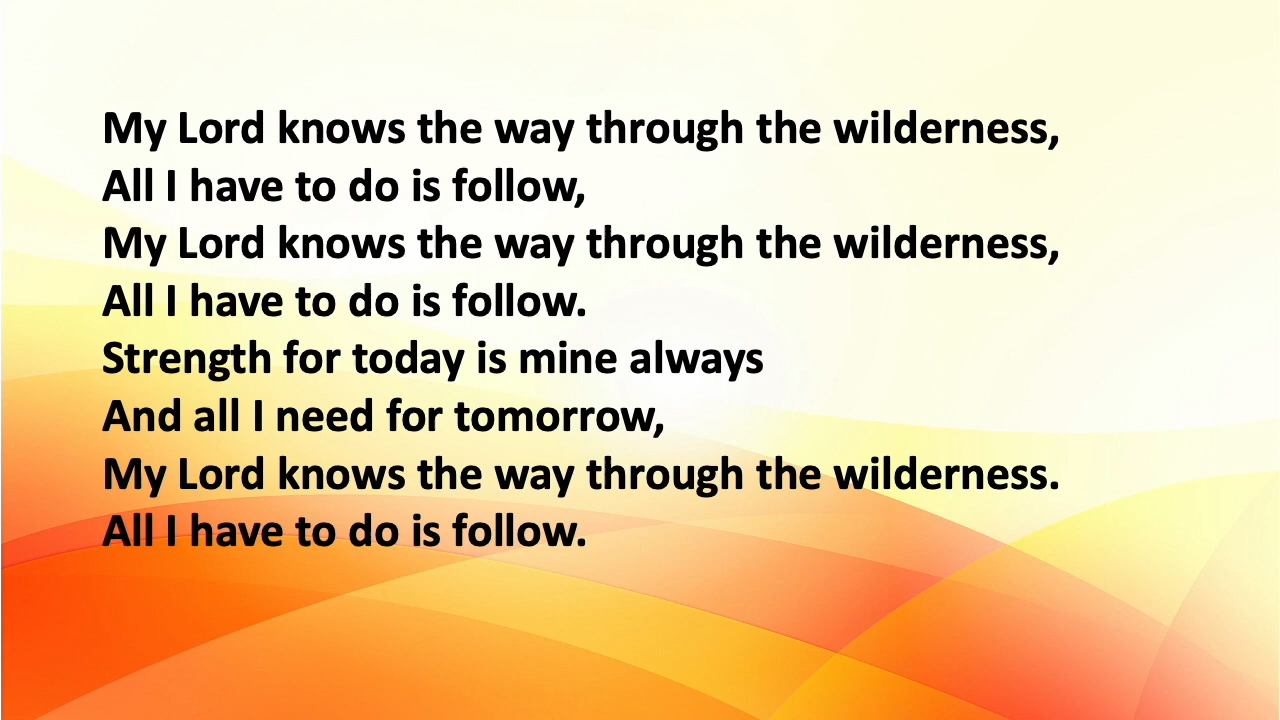 My Lord knows the way through the wilderness,
All I have to do is follow,
My Lord knows the way through the wilderness,
All I have to do is follow.
Strength for today is mine always
And all I need for tomorrow,
My Lord knows the way through the wilderness.
All I have to do is follow.